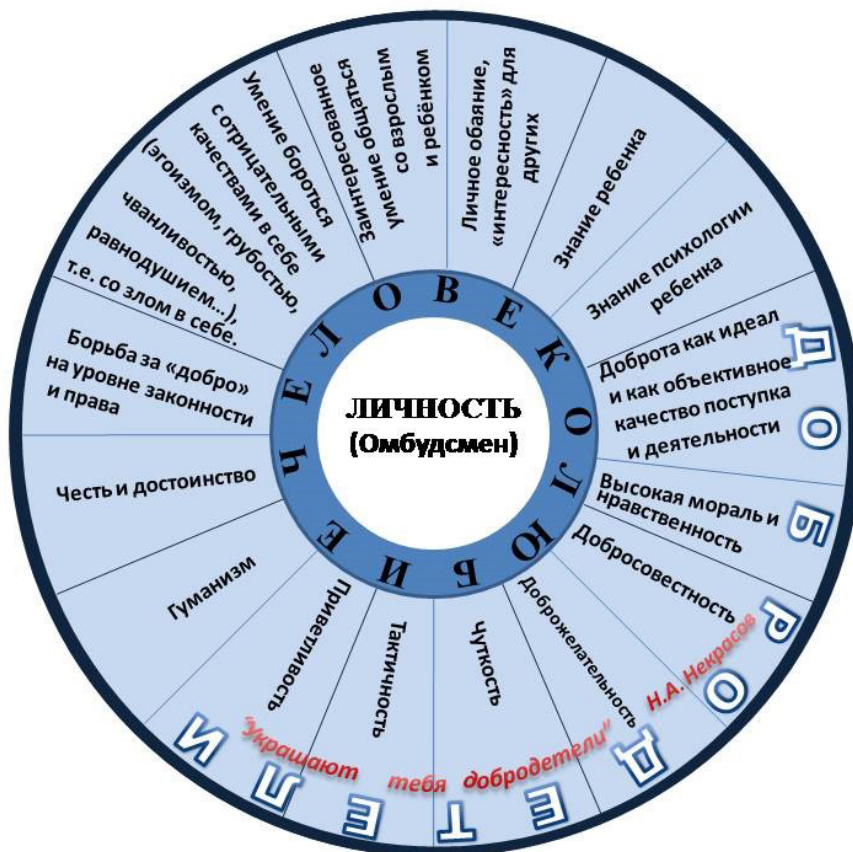 ЛИЧНОСТЬ
(Омбудсмен)
ЧЕЛОВЕКОЛЮБИЕ
Заинтересованное
умение общаться
со взрослым
и ребёнком
Личное обаяние,
«интересность» для
других
Знание ребенка
Знание психологии
ребенка
Доброта как идеал
и как объективное
качество поступка
и деятельности
Высокая мораль и
нравственность
Добросовестность
Доброжелательность
Чуткость
Тактичность
Приветливость
Гуманизм
Честь и достоинство
Борьба за «добро»
на уровне законности
и права
Умение бороться
с отрицательными
качествами в себе
(эгоизмом, грубостью,
чванливостью,
равнодушием...),
т.е. со злом в себе.
ДОБРОДЕТЕЛИ
"Украшают тебя добродетели" Н.А. Некрасов